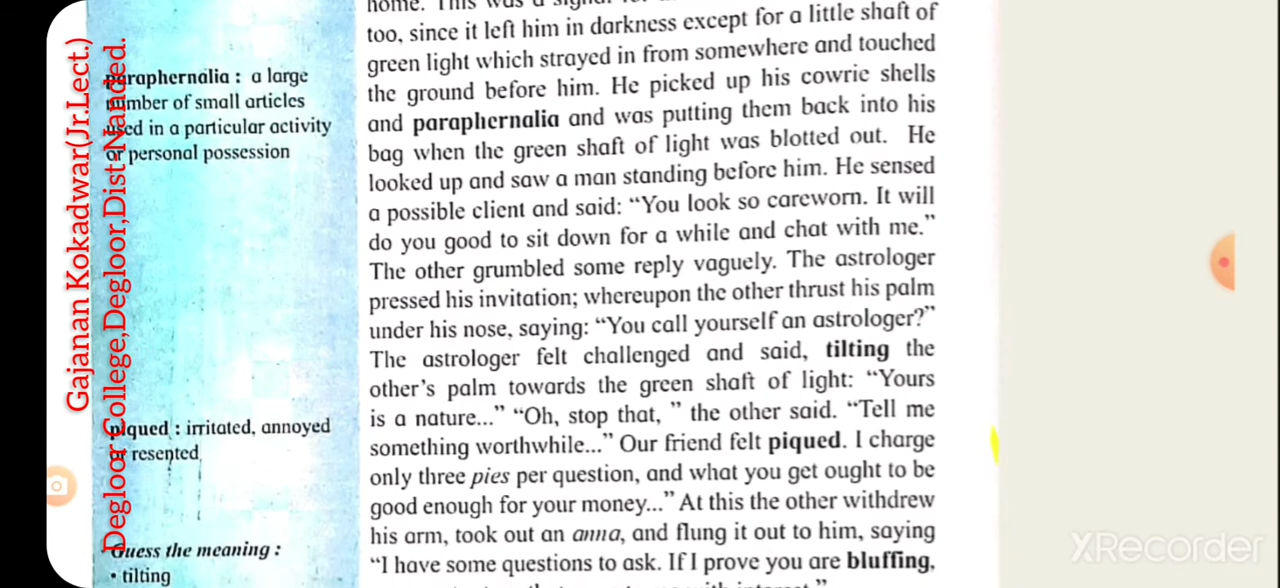 Gajanan Kokadwar(Jr.Lect.)
Degloor College,Degloor,Dist.Nanded.
paraphernalia : a large
number of small articles
used in a particular activity
or personal possession
piqued : irritated, annoyed
or resented
Guess the meaning :
• tilting
home. This was a signal
too, since it left him in darkness except for a little shaft of
green light which strayed in from somewhere and touched
the ground before him. He picked up his cowrie shells
and paraphernalia and was putting them back into his
bag when the green shaft of light was blotted out. He
looked up and saw a man standing before him. He sensed
a possible client and said: “You look so careworn. It will
do you good to sit down for a while and chat with me.”
The other grumbled some reply vaguely. The astrologer
pressed his invitation; whereupon the other thrust his palm
under his nose, saying: “You call yourself an astrologer?”
The astrologer felt challenged and said, tilting the
other’s palm towards the green shaft of light: “Yours
is a nature...” “Oh, stop that, ” the other said. “Tell me
something worthwhile...” Our friend felt piqued. I charge
only three pies per question, and what you get ought to be
good enough for your money...” At this the other withdrew
his arm, took out an anna, and flung it out to him, saying
“I have some questions to ask. If I prove you are bluffing,
XRecorder